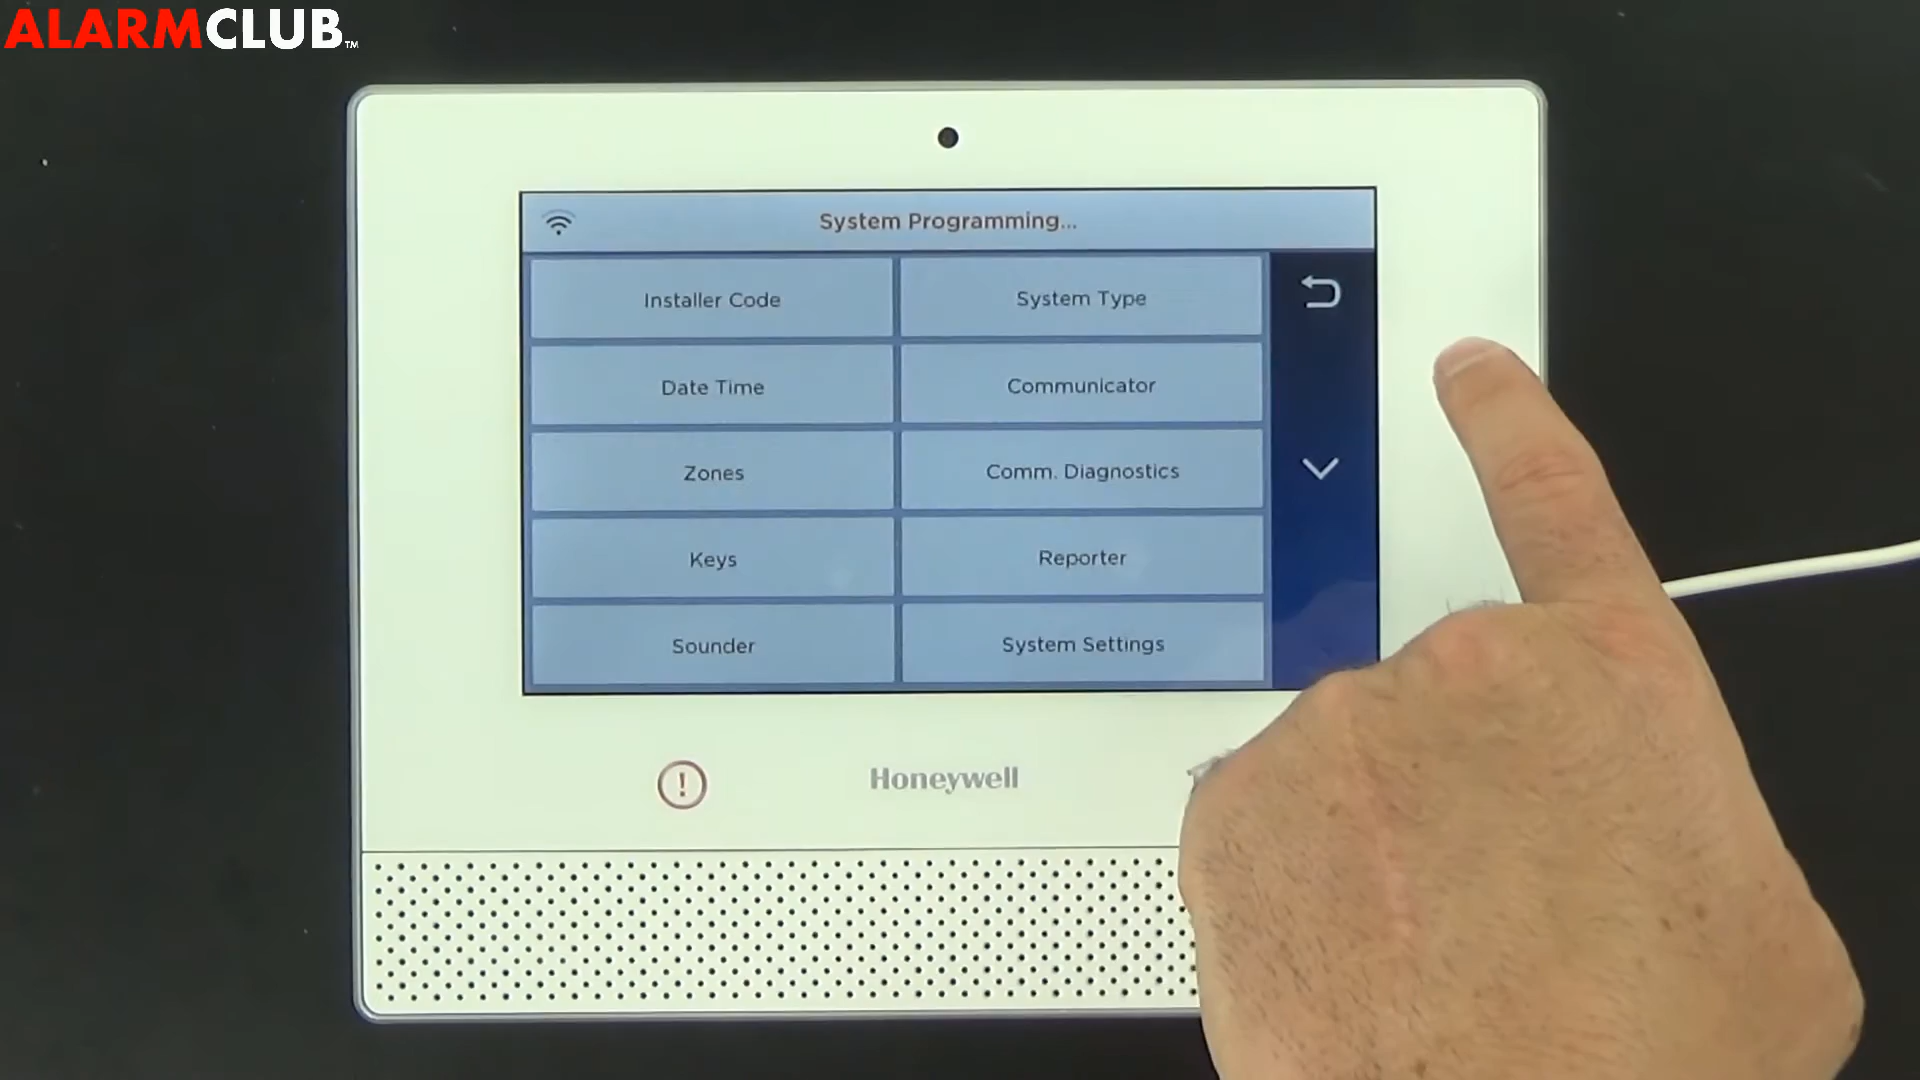 ALARMCLUB™
System Programming...
Installer Code
System Type
Date Time
Communicator
Zones
Comm. Diagnostics
Keys
Reporter
Sounder
System Settings
Honeywell